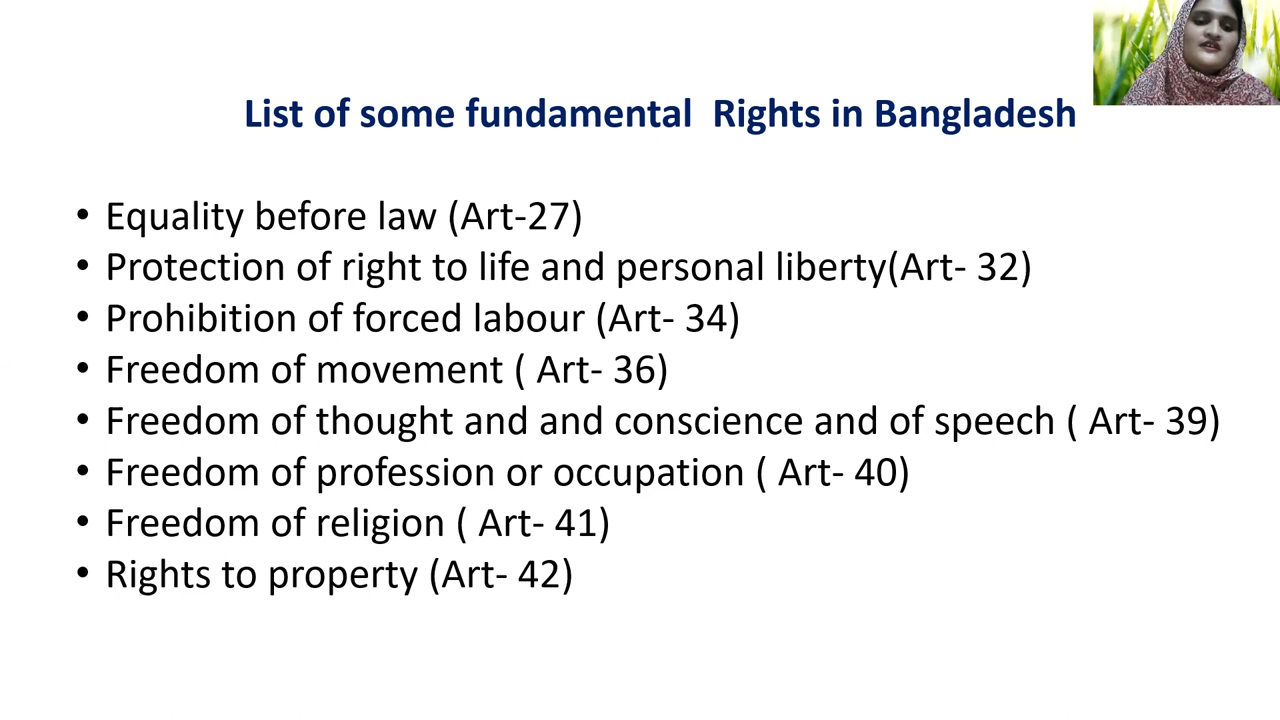 List of some fundamental  Rights in Bangladesh
• Equality before law (Art-27)
• Protection of right to life and personal liberty(Art- 32)
• Prohibition of forced labour (Art- 34)
• Freedom of movement ( Art- 36)
• Freedom of thought and and conscience and of speech ( Art- 39)
• Freedom of profession or occupation ( Art- 40)
• Freedom of religion ( Art- 41)
• Rights to property (Art- 42)